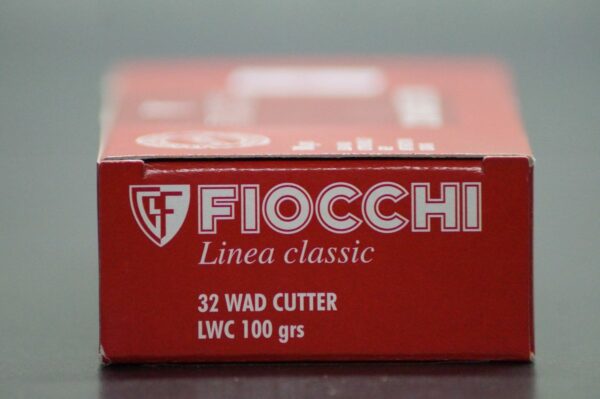 FIOCCHI
Linea classic
32 WAD CUTTER
LWC 100 grs